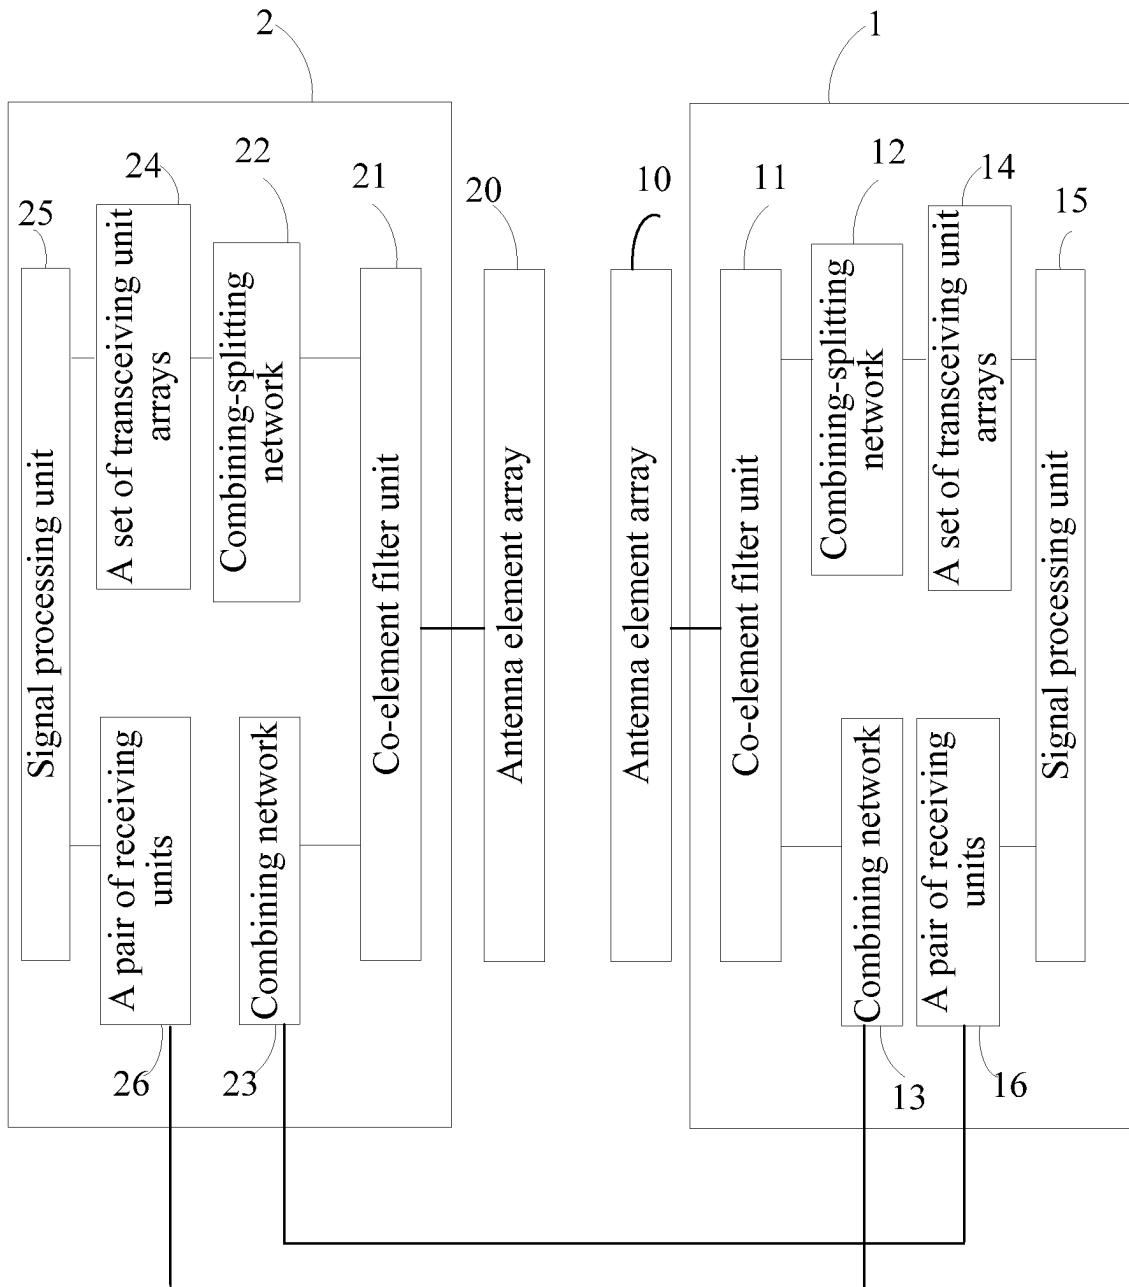 2
1
24
22
21
20
10
11
12
14
15
25
Signal processing unit
A set of transceiving unit
arrays
Combining-splitting
network
Co-element filter unit
Antenna element array
Antenna element array
Co-element filter unit
Combining-splitting
network
A set of transceiving unit
arrays
Signal processing unit
A pair of receiving
units
Combining network
Combining network
A pair of receiving
units
26
23
13
16